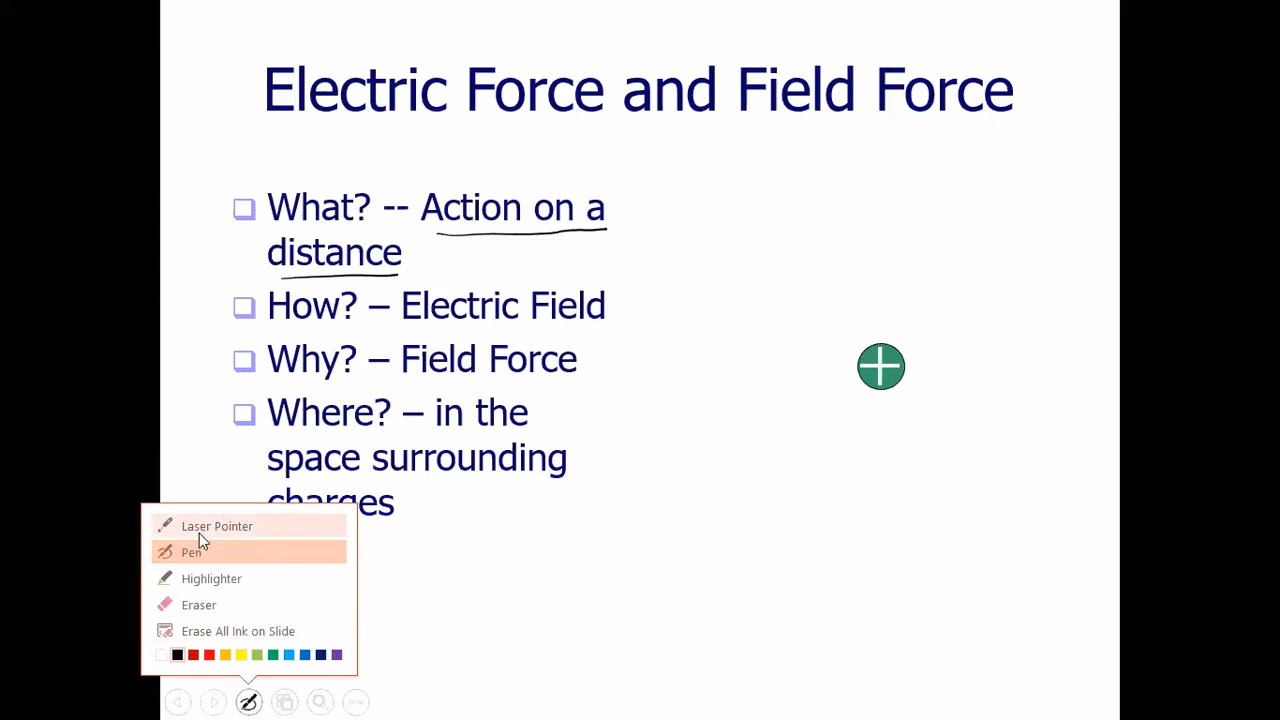 Electric Force and Field Force
What? -- Action on a
distance
How? – Electric Field
Why? – Field Force
Where? – in the
space surrounding
charges
Laser Pointer
Pen
Highlighter
Eraser
Erase All Ink on Slide